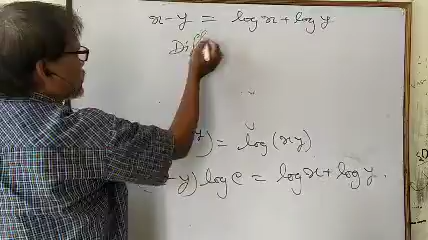 x - y = log x + log y
Diff
y) = log (xy)
- y) log e = log x + log y.